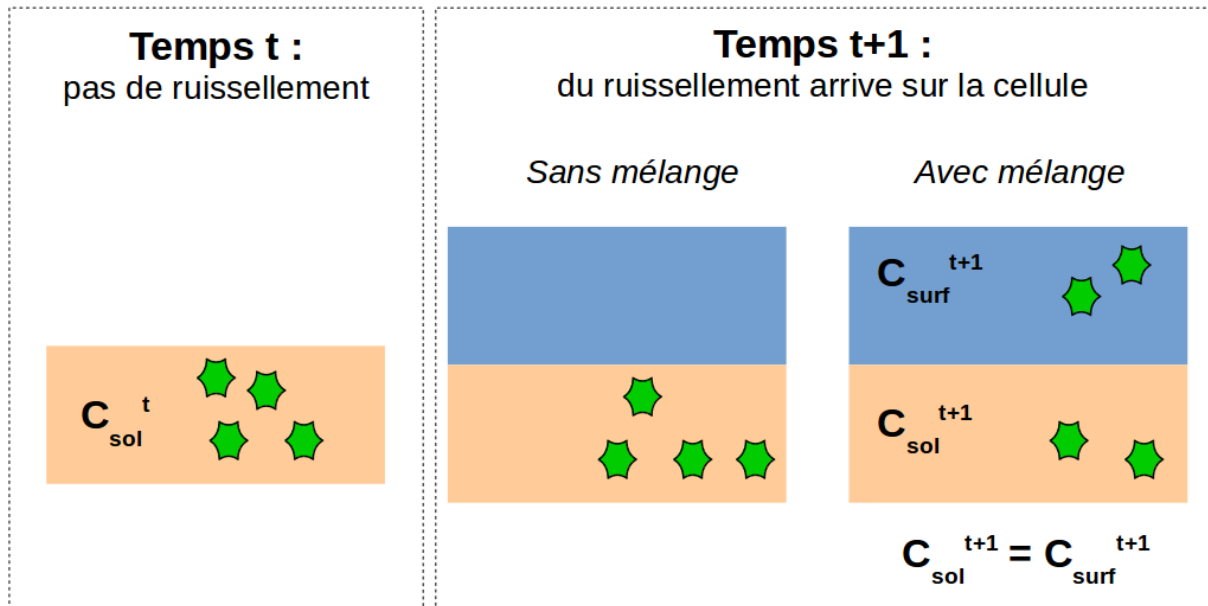 Temps t :
pas de ruissellement
C_sol^t
Temps t+1 :
du ruissellement arrive sur la cellule
Sans mélange
Avec mélange
C_surf^t+1
C_sol^t+1
C_sol^t+1 = C_surf^t+1